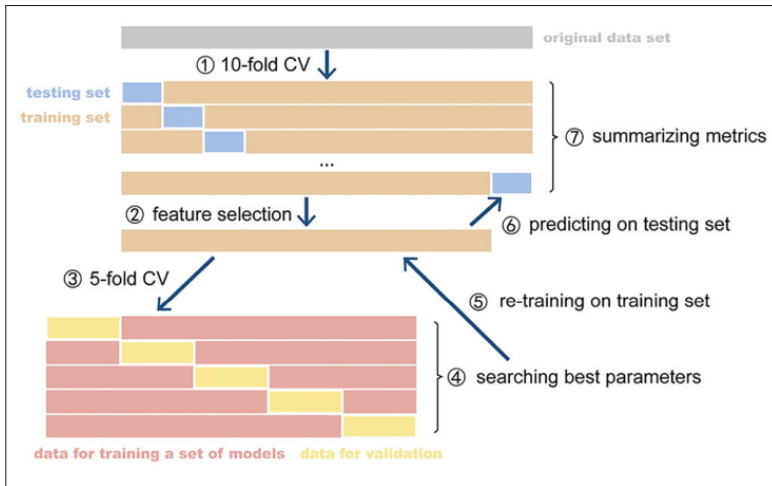 original data set
① 10-fold CV
testing set
training set
⑦ summarizing metrics
...
② feature selection
⑥ predicting on testing set
③ 5-fold CV
⑤ re-training on training set
④ searching best parameters
data for training a set of models
data for validation